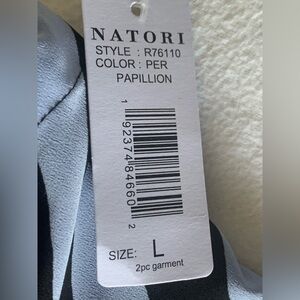 NATORI
STYLE : R76110
COLOR : PER
PAPILLION
1 92374 84660 2
SIZE: L
2pc garment